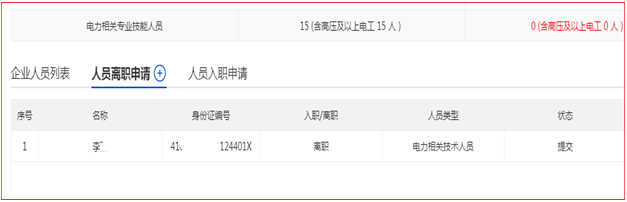 电力相关专业技能人员 15 (含高压及以上电工 15 人 ) 0 (含高压及以上电工 0 人 )
企业人员列表 人员离职申请 人员入职申请
序号 名称 身份证编号 入职/离职 人员类型 状态
1 李 41 124401X 离职 电力相关技术人员 提交